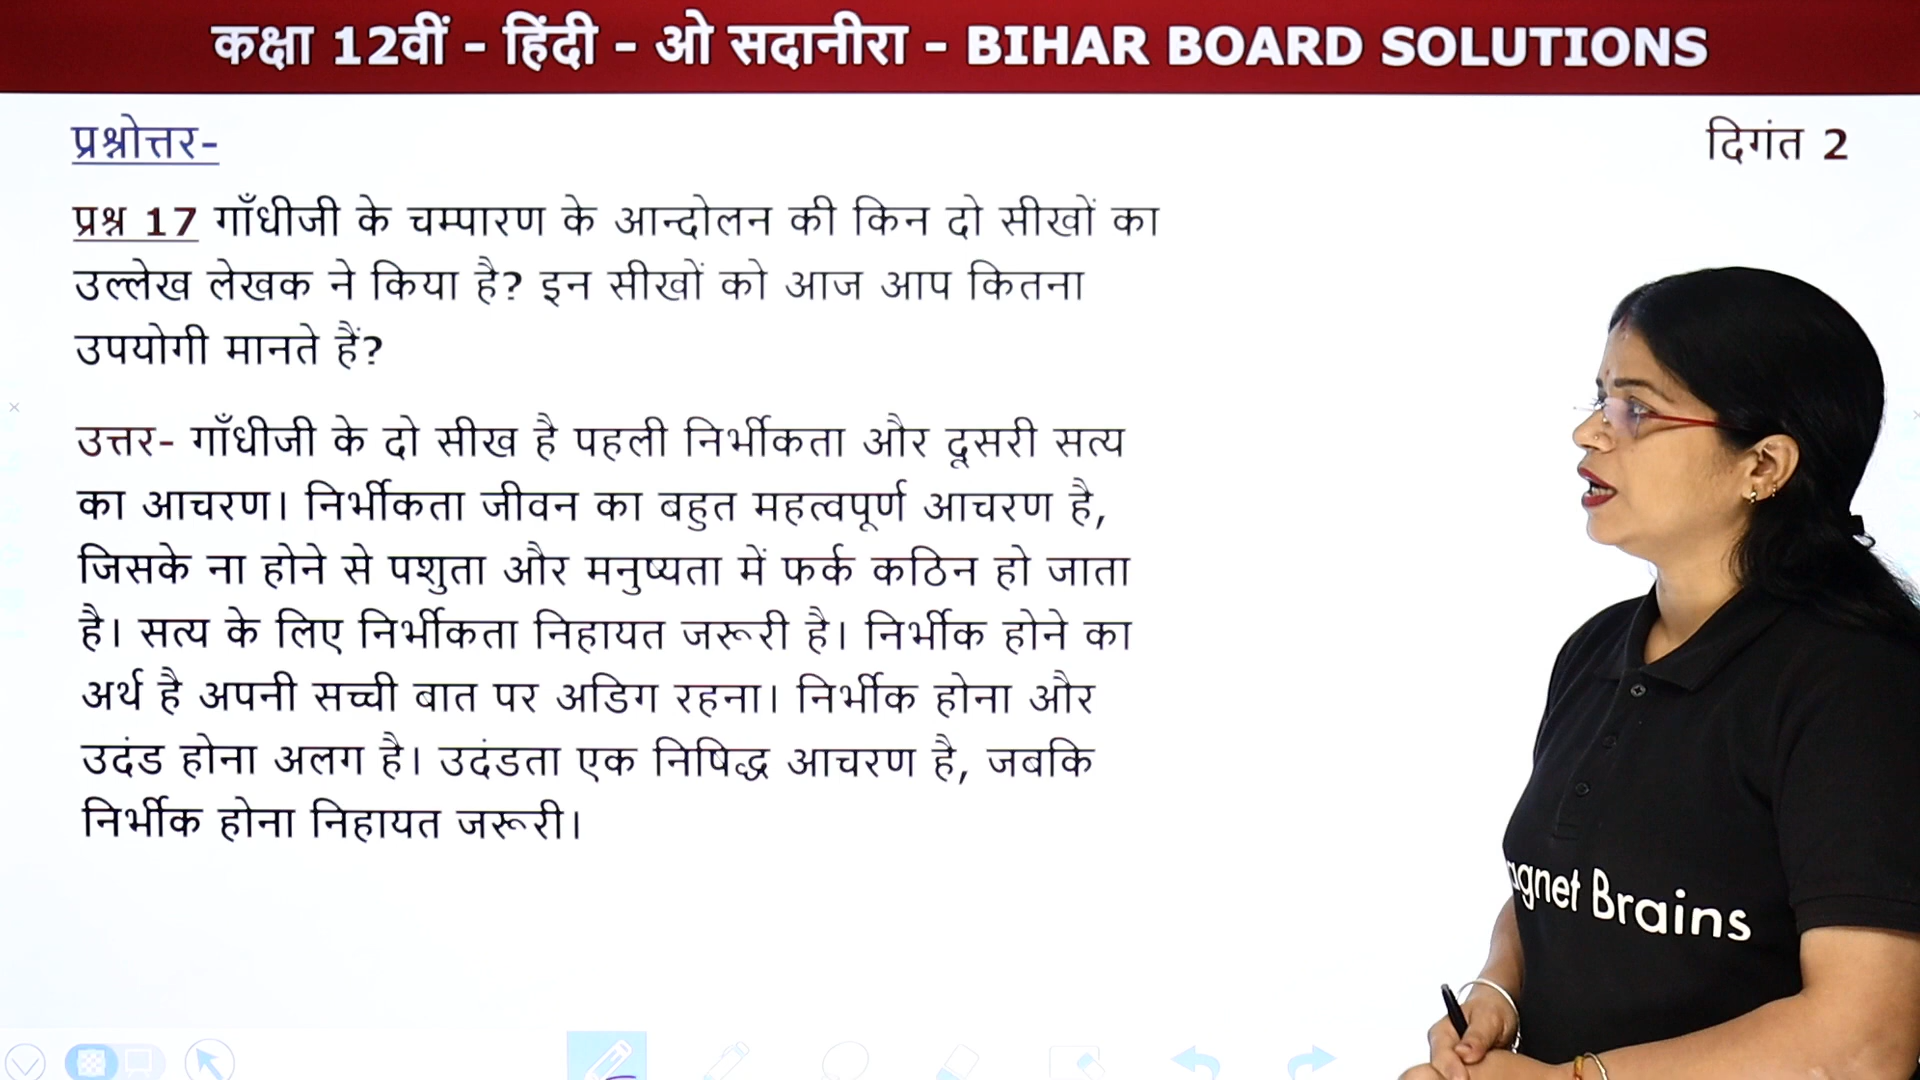 कक्षा 12वीं - हिंदी - ओ सदानीरा - BIHAR BOARD SOLUTIONS
प्रश्नोत्तर-
दिगंत 2
प्रश्न 17 गाँधीजी के चम्पारण के आन्दोलन की किन दो सीखों का
उल्लेख लेखक ने किया है? इन सीखों को आज आप कितना
उपयोगी मानते हैं?
उत्तर- गाँधीजी के दो सीख है पहली निर्भीकता और दूसरी सत्य
का आचरण। निर्भीकता जीवन का बहुत महत्वपूर्ण आचरण है,
जिसके ना होने से पशुता और मनुष्यता में फर्क कठिन हो जाता
है। सत्य के लिए निर्भीकता निहायत जरूरी है। निर्भीक होने का
अर्थ है अपनी सच्ची बात पर अडिग रहना। निर्भीक होना और
उदंड होना अलग है। उदंडता एक निषिद्ध आचरण है, जबकि
निर्भीक होना निहायत जरूरी।
agnet Brains